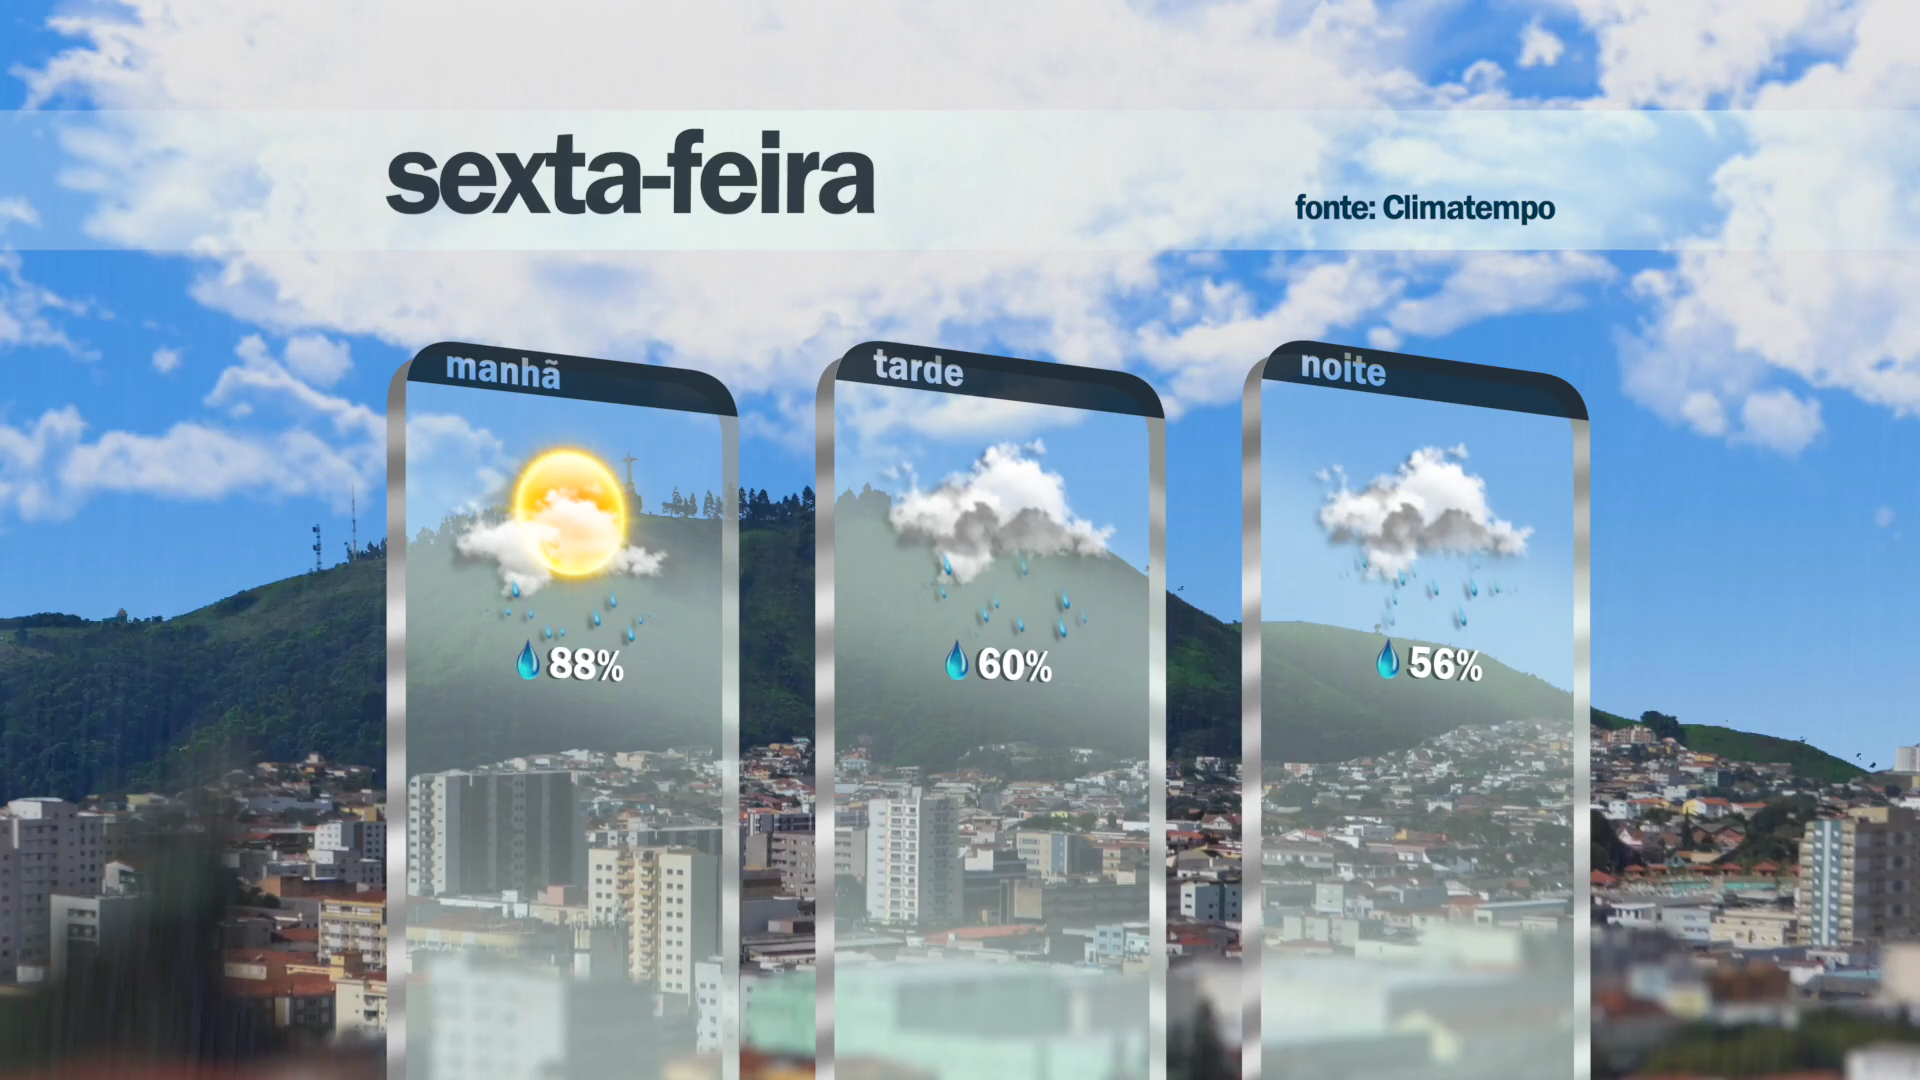 sexta-feira
fonte: Climatempo
manhã
tarde
noite
88%
60%
56%